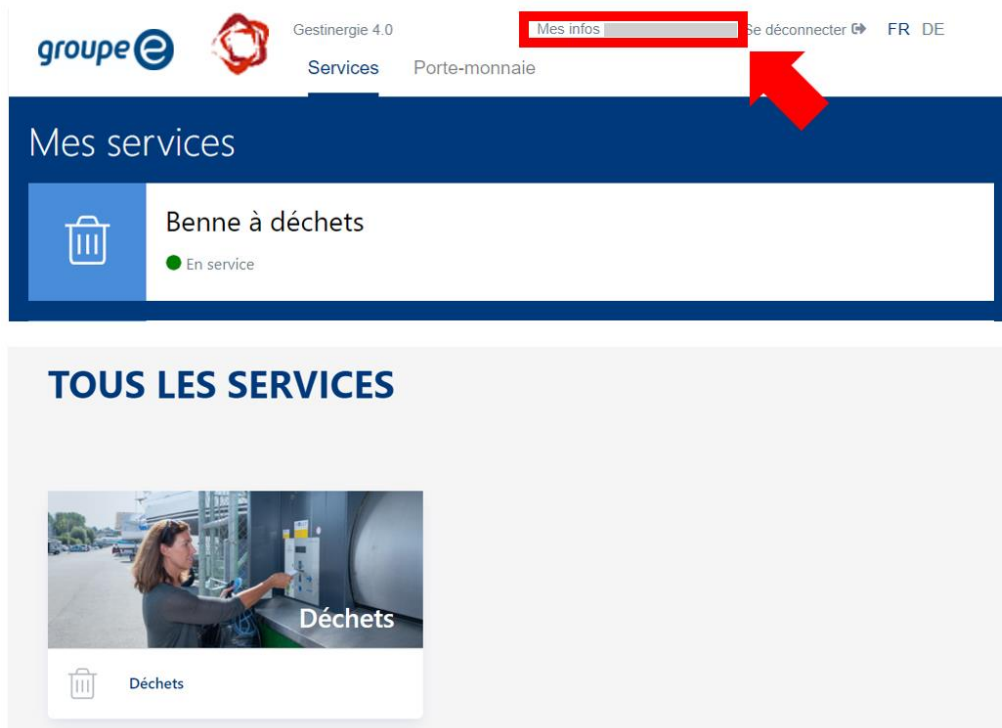 groupe e
Gestinergie 4.0
Mes infos
Se déconnecter
FR DE
Services
Porte-monnaie
Mes services
Benne à déchets
En service
TOUS LES SERVICES
Déchets
Déchets